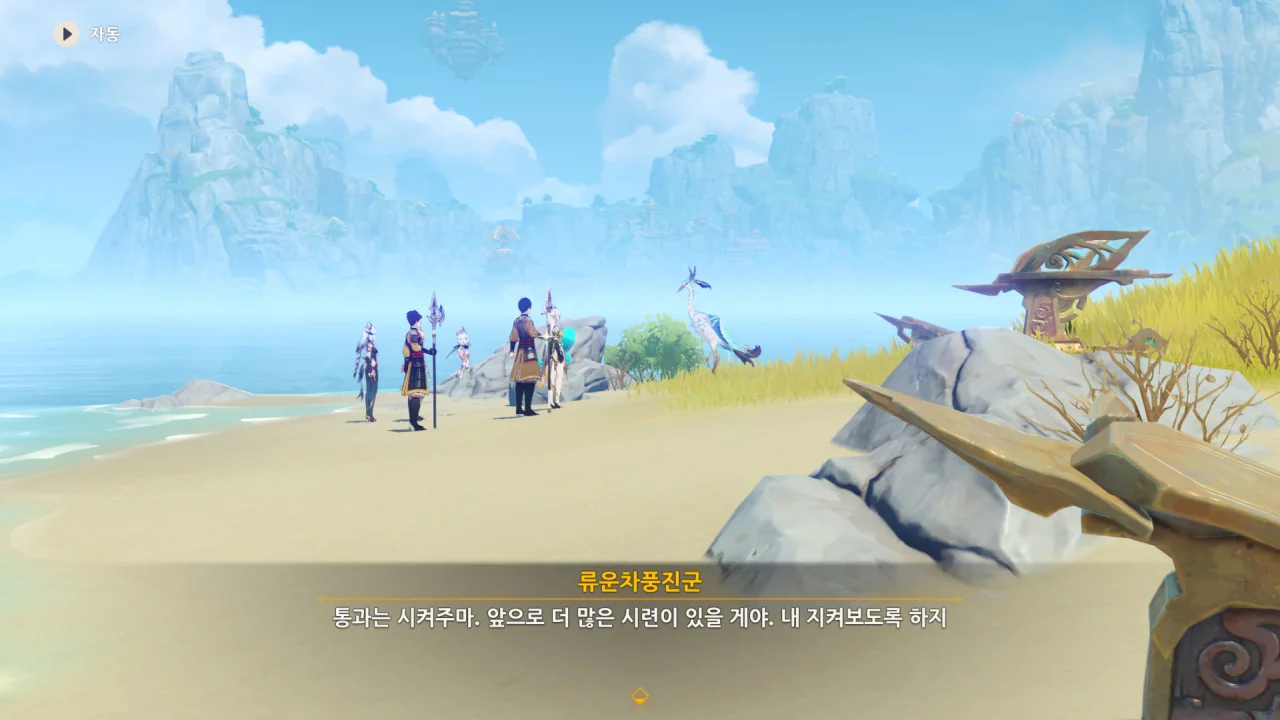 자동
류운차풍진군
통과는 시켜주마. 앞으로 더 많은 시련이 있을 게야. 내 지켜보도록 하지